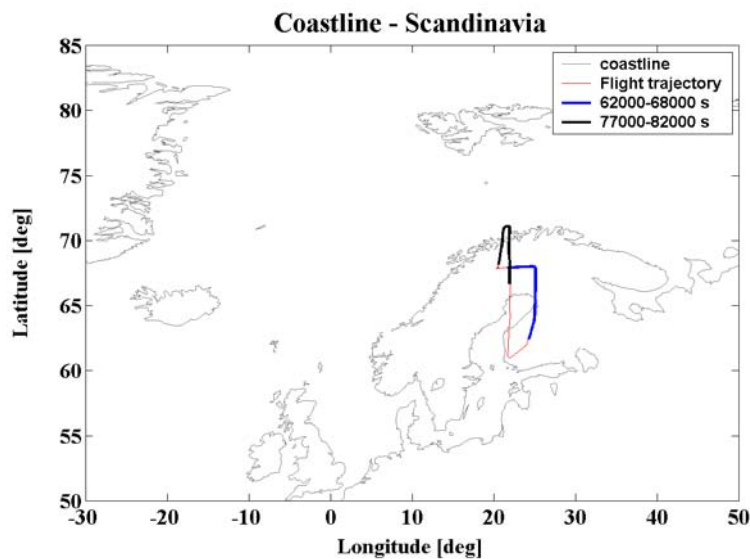 Coastline - Scandinavia
coastline
Flight trajectory
62000-68000 s
77000-82000 s
85
80
75
70
65
60
55
50
Latitude [deg]
-30 -20 -10 0 10 20 30 40 50
Longitude [deg]